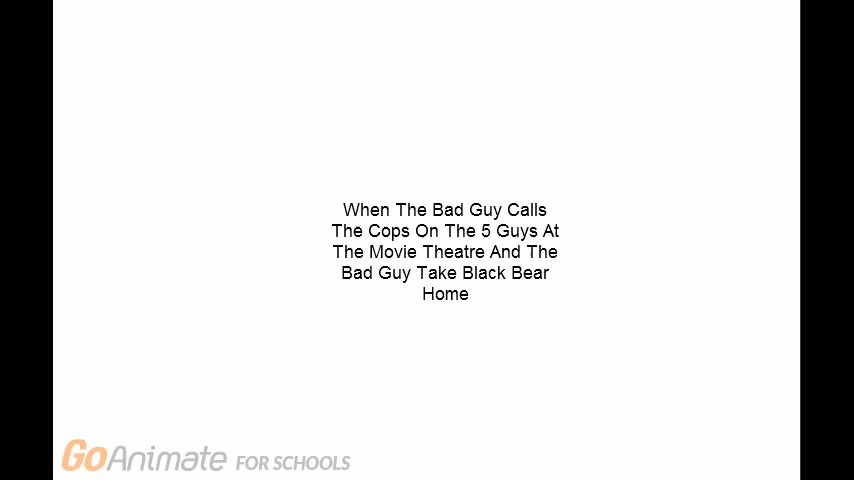 When The Bad Guy Calls
The Cops On The 5 Guys At
The Movie Theatre And The
Bad Guy Take Black Bear
Home
GoAnimate FOR SCHOOLS